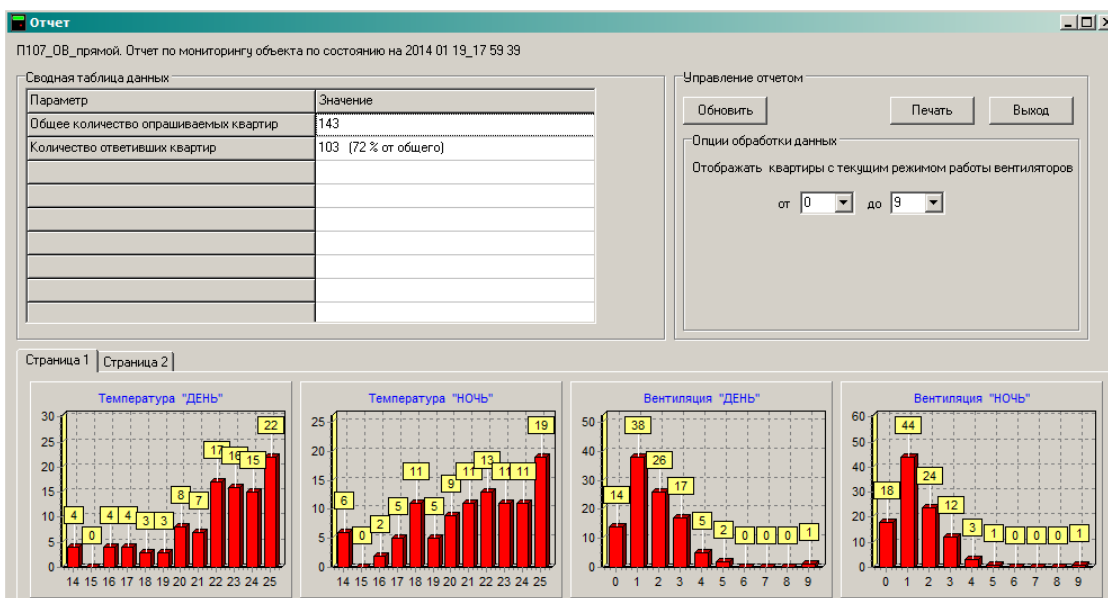 Отчет
П107_ОВ_прямой. Отчет по мониторингу объекта по состоянию на 2014 01 19_17 59 39
Сводная таблица данных
Параметр Значение
Общее количество опрашиваемых квартир 143
Количество ответивших квартир 103 (72 % от общего)
Управление отчетом
Обновить Печать Выход
Опции обработки данных
Отображать квартиры с текущим режимом работы вентиляторов
от 0 до 9
Страница 1 Страница 2
Температура "ДЕНЬ"
30
25
20
15
10
5
0
4 0 4 4 3 3 8 7 17 16 15 22
14 15 16 17 18 19 20 21 22 23 24 25
Температура "НОЧЬ"
25
20
15
10
5
0
6 0 2 5 11 5 9 11 13 11 11 19
14 15 16 17 18 19 20 21 22 23 24 25
Вентиляция "ДЕНЬ"
50
40
30
20
10
0
14 38 26 17 5 2 0 0 0 1
0 1 2 3 4 5 6 7 8 9
Вентиляция "НОЧЬ"
60
50
40
30
20
10
0
18 44 24 12 3 1 0 0 0 1
0 1 2 3 4 5 6 7 8 9